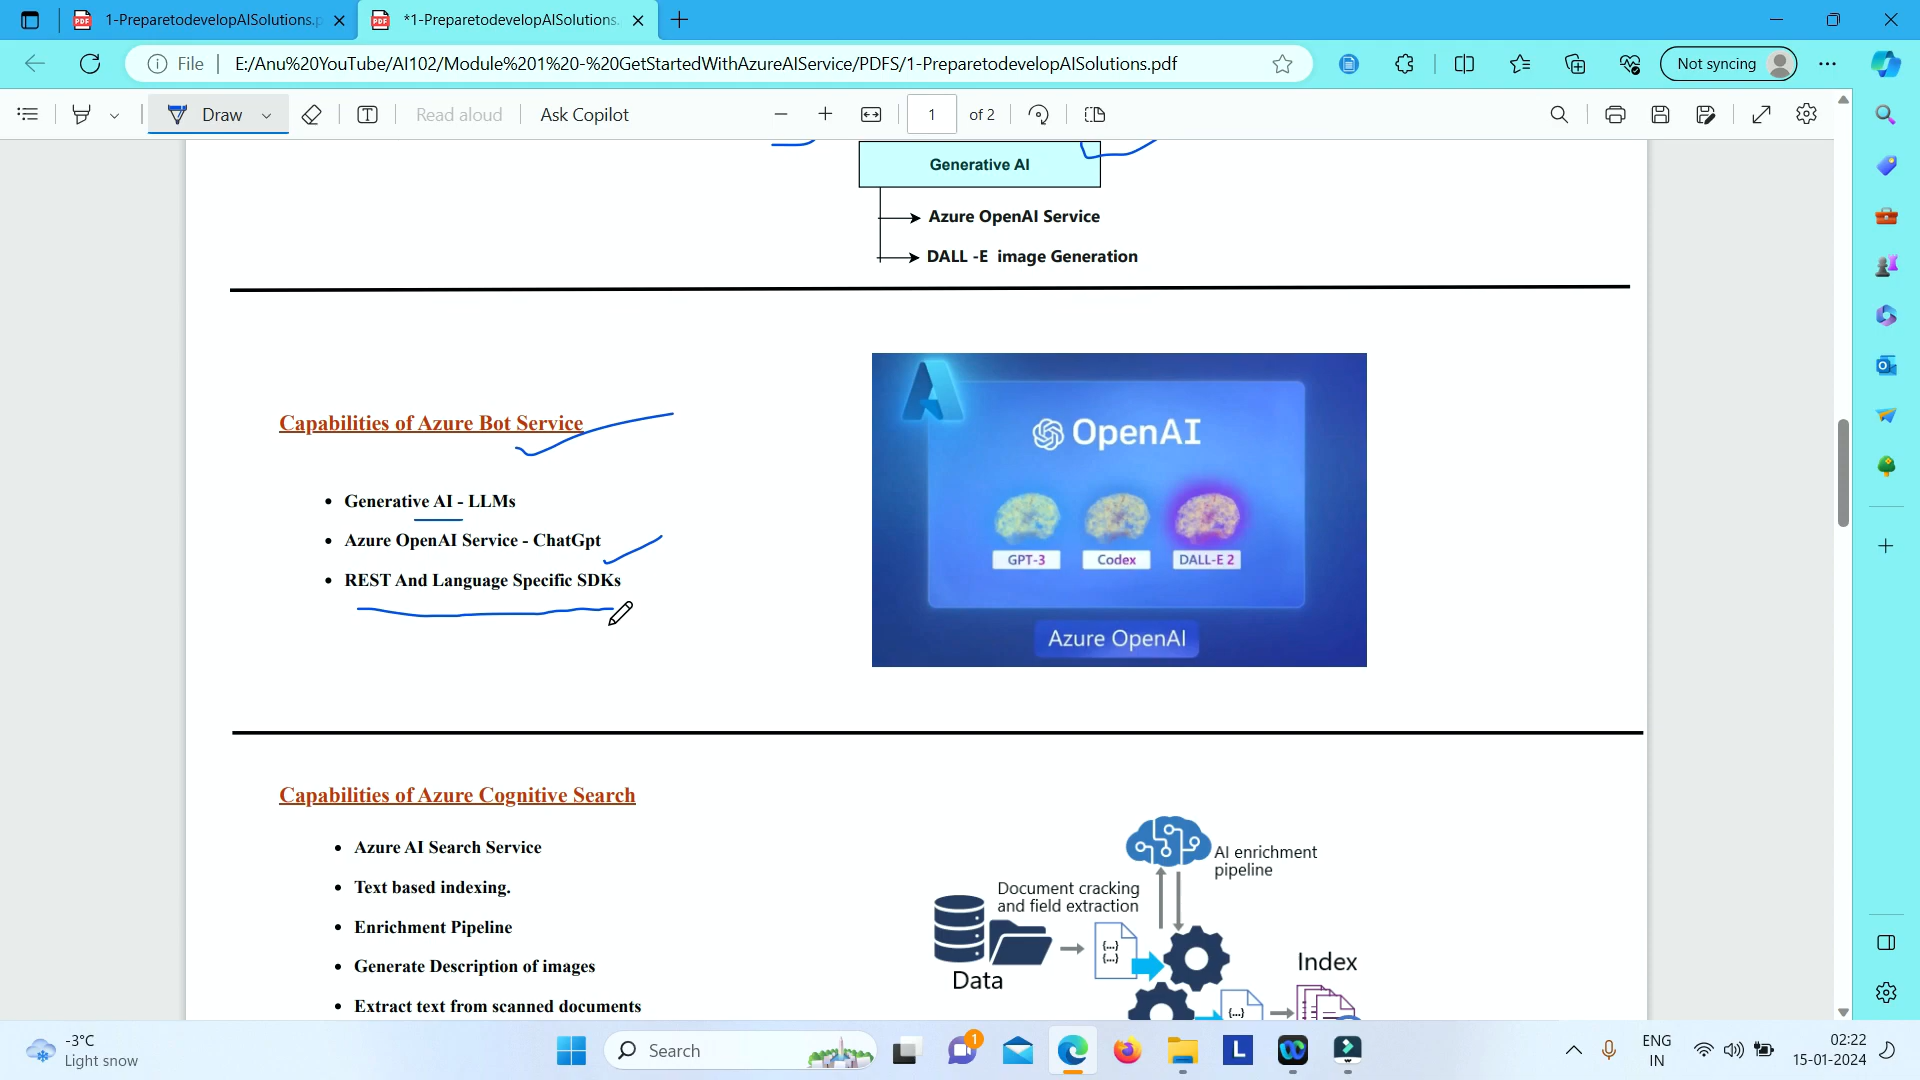 1-PreparetodevelopAISolutions.p
*1-PreparetodevelopAISolutions.
File
E:/Anu%20YouTube/AI102/Module%201%20-%20GetStartedWithAzureAIService/PDFS/1-PreparetodevelopAISolutions.pdf
Not syncing
Draw
Read aloud
Ask Copilot
1
of 2
Generative AI
Azure OpenAI Service
DALL -E image Generation
Capabilities of Azure Bot Service
• Generative AI - LLMs
• Azure OpenAI Service - ChatGpt
• REST And Language Specific SDKs
OpenAI
GPT-3
Codex
DALL-E 2
Azure OpenAI
Capabilities of Azure Cognitive Search
• Azure AI Search Service
• Text based indexing.
• Enrichment Pipeline
• Generate Description of images
• Extract text from scanned documents
AI enrichment
pipeline
Document cracking
and field extraction
{...}
{...}
Data
Index
{...}
-3°C
Light snow
Search
1
L
ENG
IN
02:22
15-01-2024